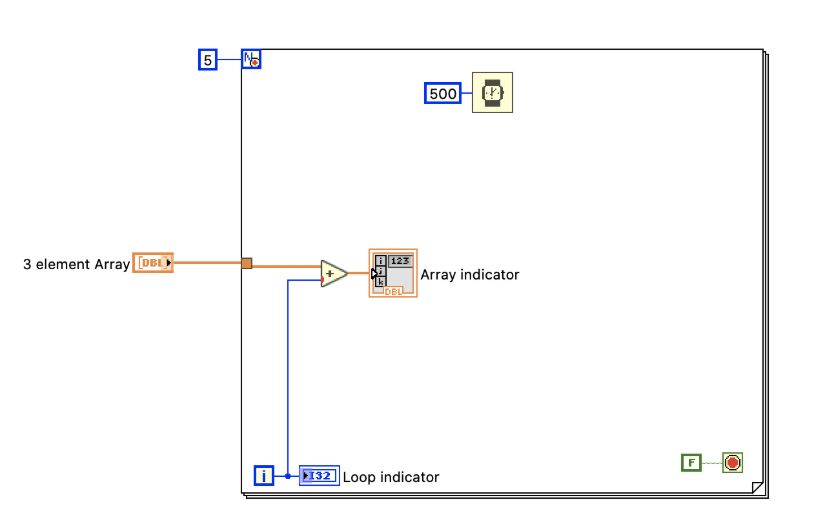 5
N
500
3 element Array
[DBL]
+
i
123
j
k
DBL
Array indicator
F
i
I32
Loop indicator